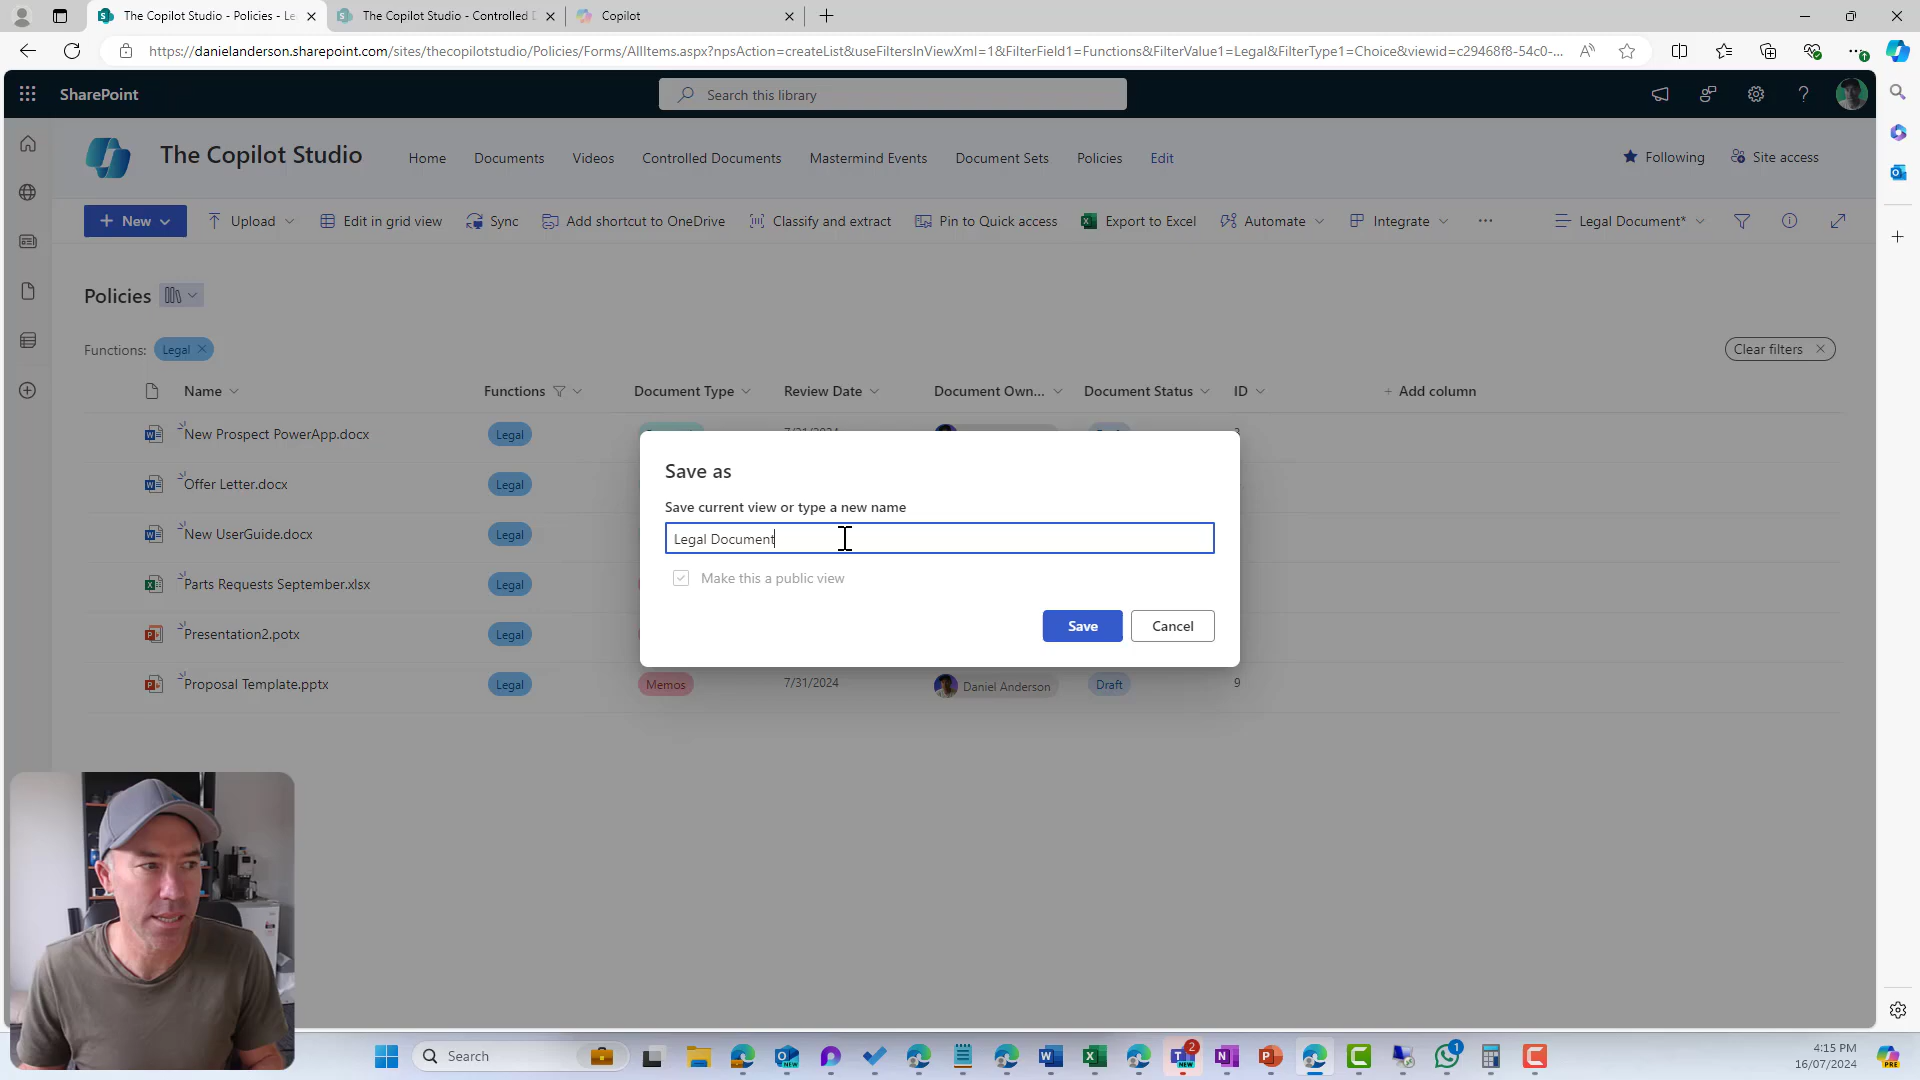 The Copilot Studio - Policies - Le
The Copilot Studio - Controlled D
Copilot
https://danielanderson.sharepoint.com/sites/thecopilotstudio/Policies/Forms/AllItems.aspx?npsAction=createList&useFiltersInViewXml=1&FilterField1=Functions&FilterValue1=Legal&FilterType1=Choice&viewid=c29468f8-54c0-...
SharePoint
Search this library
The Copilot Studio
Home Documents Videos Controlled Documents Mastermind Events Document Sets Policies Edit
Following Site access
New Upload Edit in grid view Sync Add shortcut to OneDrive Classify and extract Pin to Quick access Export to Excel Automate Integrate ... Legal Document*
Policies
Functions: Legal
Clear filters
Name Functions Document Type Review Date Document Own... Document Status ID + Add column
New Prospect PowerApp.docx Legal
Offer Letter.docx Legal
New UserGuide.docx Legal
Parts Requests September.xlsx Legal
Presentation2.potx Legal
Proposal Template.pptx Legal Memos 7/31/2024 Daniel Anderson Draft 9
Save as
Save current view or type a new name
Legal Document
Make this a public view
Save Cancel
Search
NEW
2
NEW
1
4:15 PM
16/07/2024
PRE